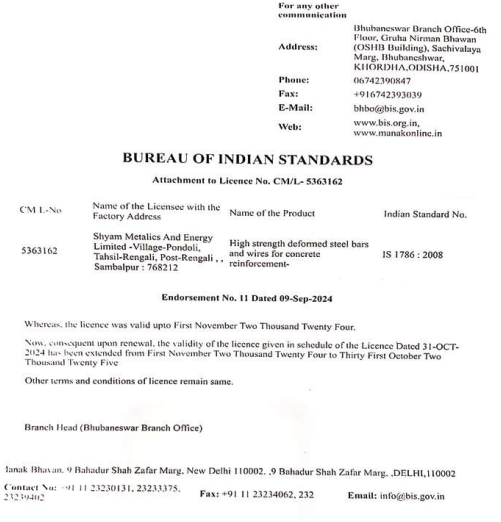 For any other
communication
Address:
Bhubaneswar Branch Office-6th
Floor, Gruha Nirman Bhawan
(OSHB Building), Sachivalaya
Marg, Bhubaneshwar,
KHORDHA,ODISHA,751001
Phone: 06742390847
Fax: +916742393039
E-Mail: bhbo@bis.gov.in
Web:
www.bis.org.in,
www.manakonline.in
BUREAU OF INDIAN STANDARDS
Attachment to Licence No. CM/L- 5363162
CM L-No
Name of the Licensee with the
Factory Address
Name of the Product
Indian Standard No.
5363162
Shyam Metalics And Energy
Limited -Village-Pondoli,
Tahsil-Rengali, Post-Rengali , ,
Sambalpur : 768212
High strength deformed steel bars
and wires for concrete
reinforcement-
IS 1786 : 2008
Endorsement No. 11 Dated 09-Sep-2024
Whereas, the licence was valid upto First November Two Thousand Twenty Four.
Now, consequent upon renewal, the validity of the licence given in schedule of the Licence Dated 31-OCT-
2024 has been extended from First November Two Thousand Twenty Four to Thirty First October Two
Thousand Twenty Five
Other terms and conditions of licence remain same.
Branch Head (Bhubaneswar Branch Office)
lanak Bhavan, 9 Bahadur Shah Zafar Marg, New Delhi 110002. ,9 Bahadur Shah Zafar Marg, ,DELHI,110002
Contact No: +91 11 23230131, 23233375,
23239402
Fax: +91 11 23234062, 232
Email: info@bis.gov.in